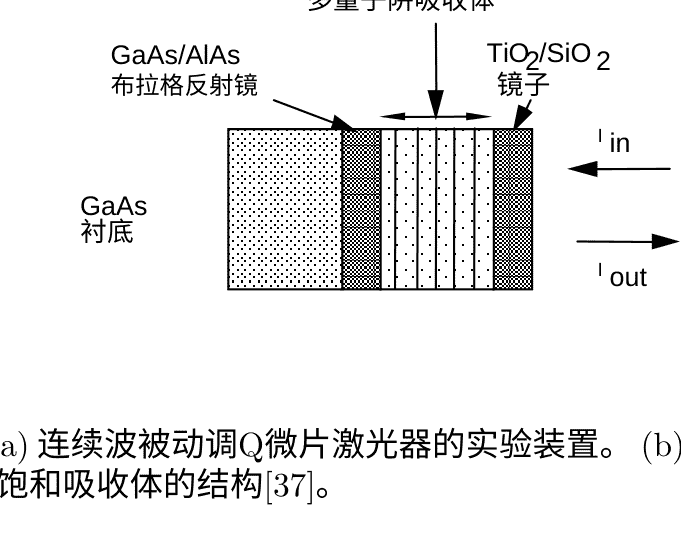 多量子阱吸收体
GaAs/AlAs
布拉格反射镜
TiO2/SiO2
镜子
I in
GaAs
衬底
I out
a) 连续波被动调Q微片激光器的实验装置。 (b)
饱和吸收体的结构[37]。